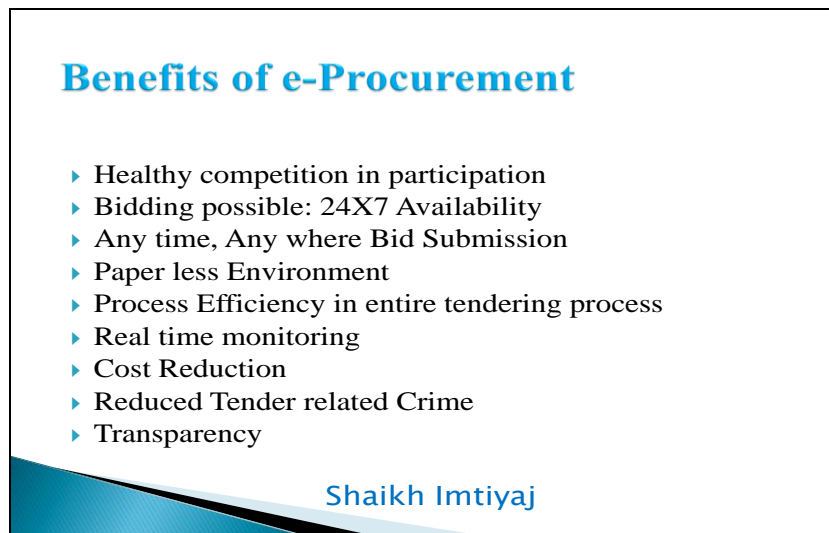 Benefits of e-Procurement
Healthy competition in participation
Bidding possible: 24X7 Availability
Any time, Any where Bid Submission
Paper less Environment
Process Efficiency in entire tendering process
Real time monitoring
Cost Reduction
Reduced Tender related Crime
Transparency
Shaikh Imtiyaj